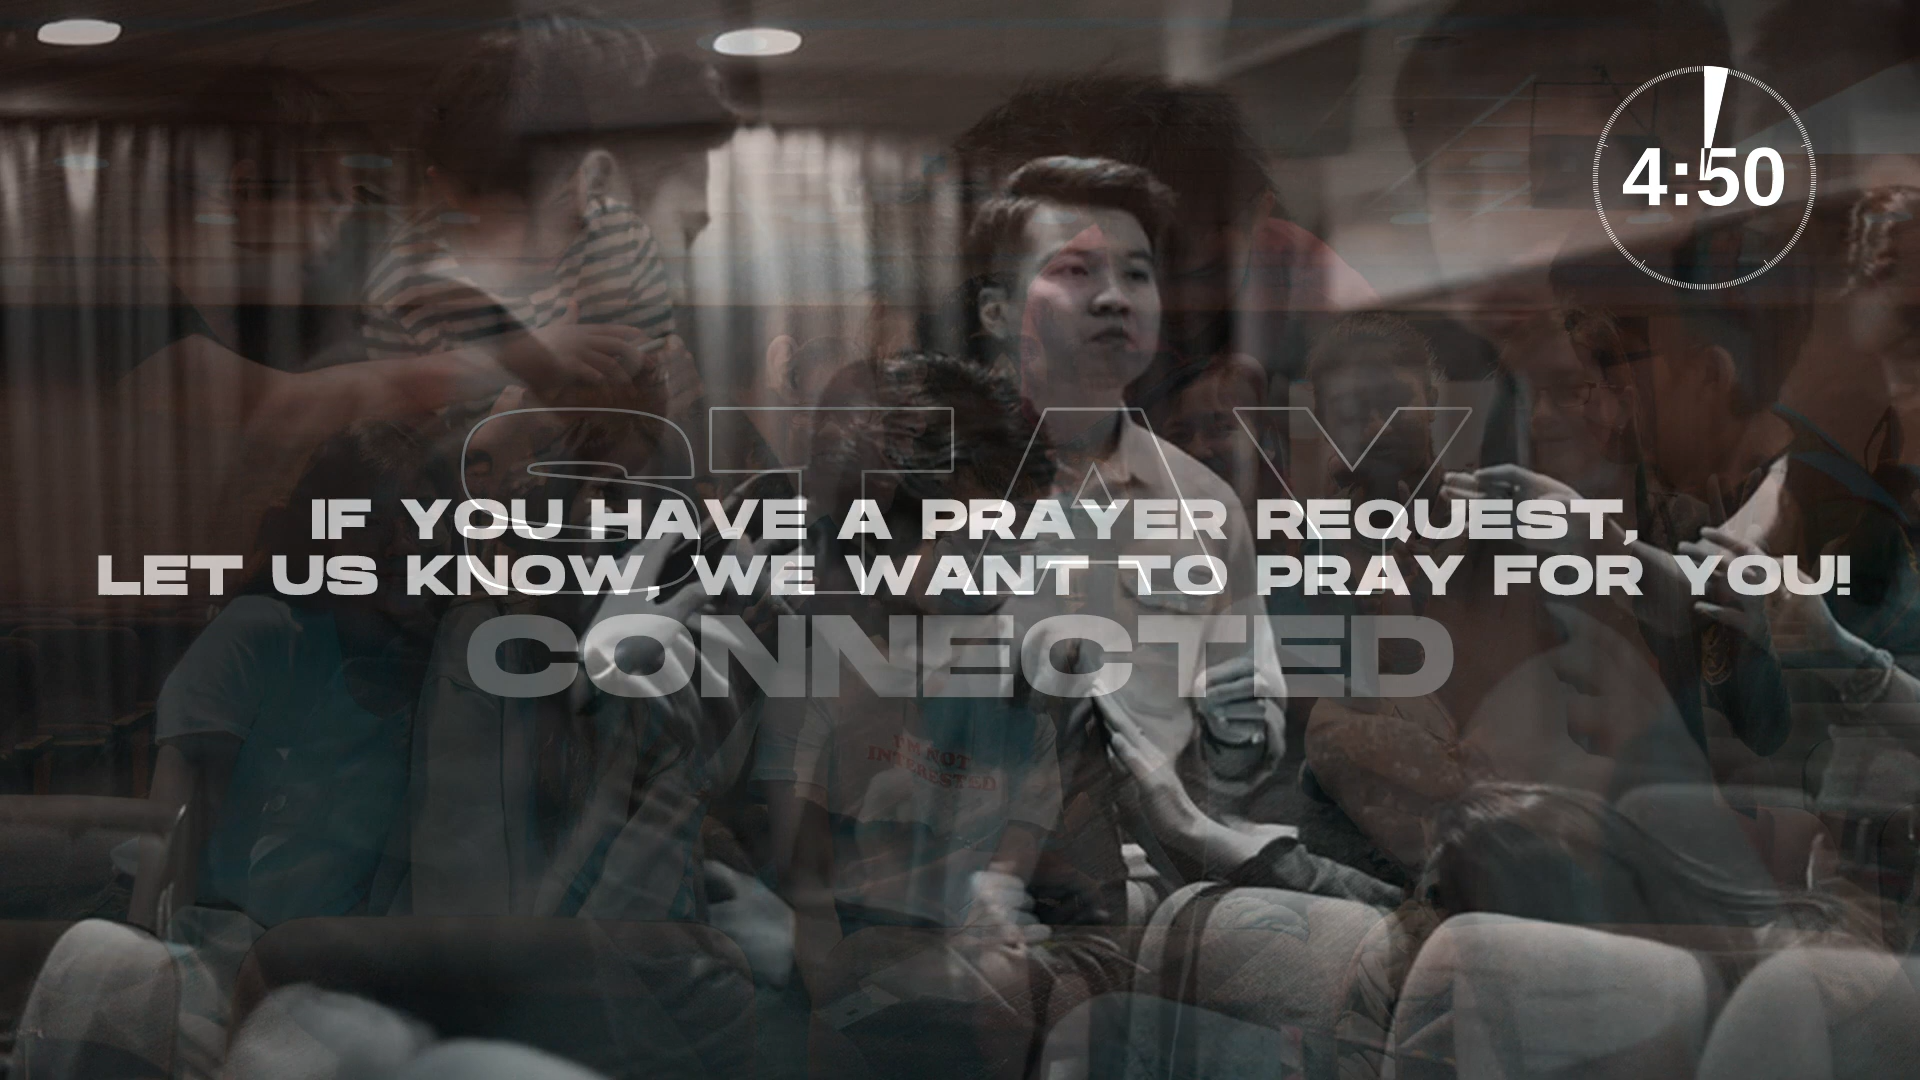 4:50
STAY
IF YOU HAVE A PRAYER REQUEST,
LET US KNOW, WE WANT TO PRAY FOR YOU!
CONNECTED
I'M NOT
INTERESTED